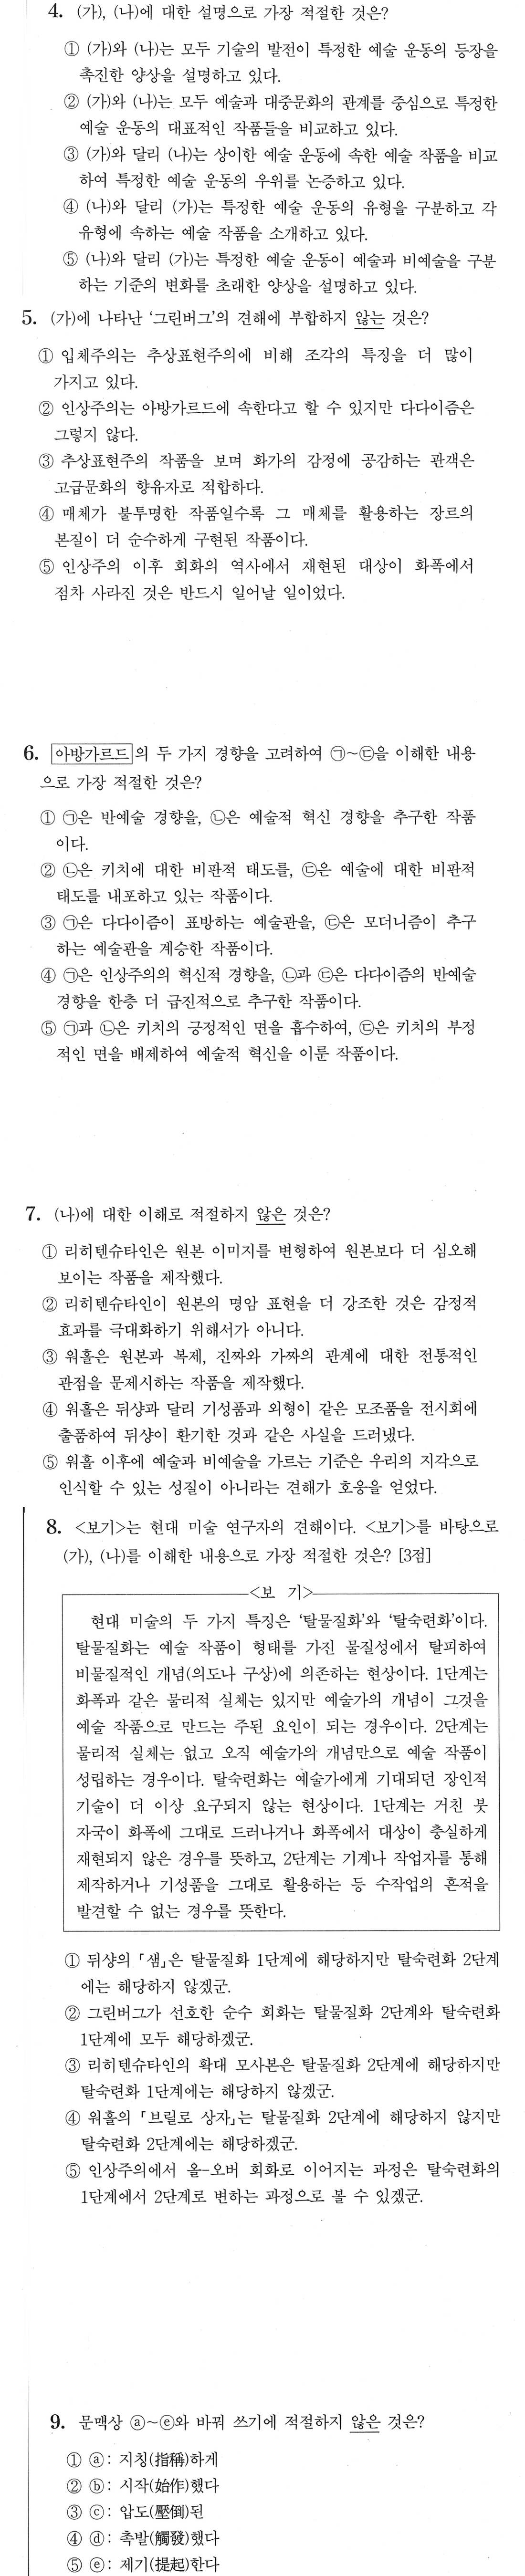 4. (가), (나)에 대한 설명으로 가장 적절한 것은?
① (가)와 (나)는 모두 기술의 발전이 특정한 예술 운동의 등장을
촉진한 양상을 설명하고 있다.
② (가)와 (나)는 모두 예술과 대중문화의 관계를 중심으로 특정한
예술 운동의 대표적인 작품들을 비교하고 있다.
③ (가)와 달리 (나)는 상이한 예술 운동에 속한 예술 작품을 비교
하여 특정한 예술 운동의 우위를 논증하고 있다.
④ (나)와 달리 (가)는 특정한 예술 운동의 유형을 구분하고 각
유형에 속하는 예술 작품을 소개하고 있다.
⑤ (나)와 달리 (가)는 특정한 예술 운동이 예술과 비예술을 구분
하는 기준의 변화를 초래한 양상을 설명하고 있다.
5. (가)에 나타난 ‘그린버그’의 견해에 부합하지 않는 것은?
① 입체주의는 추상표현주의에 비해 조각의 특징을 더 많이
가지고 있다.
② 인상주의는 아방가르드에 속한다고 할 수 있지만 다다이즘은
그렇지 않다.
③ 추상표현주의 작품을 보며 화가의 감정에 공감하는 관객은
고급문화의 향유자로 적합하다.
④ 매체가 불투명한 작품일수록 그 매체를 활용하는 장르의
본질이 더 순수하게 구현된 작품이다.
⑤ 인상주의 이후 회화의 역사에서 재현된 대상이 화폭에서
점차 사라진 것은 반드시 일어날 일이었다.
6. 아방가르드의 두 가지 경향을 고려하여 ㉠~㉢을 이해한 내용
으로 가장 적절한 것은?
① ㉠은 반예술 경향을, ㉡은 예술적 혁신 경향을 추구한 작품
이다.
② ㉡은 키치에 대한 비판적 태도를, ㉢은 예술에 대한 비판적
태도를 내포하고 있는 작품이다.
③ ㉠은 다다이즘이 표방하는 예술관을, ㉢은 모더니즘이 추구
하는 예술관을 계승한 작품이다.
④ ㉠은 인상주의의 혁신적 경향을, ㉡과 ㉢은 다다이즘의 반예술
경향을 한층 더 급진적으로 추구한 작품이다.
⑤ ㉠과 ㉡은 키치의 긍정적인 면을 흡수하여, ㉢은 키치의 부정
적인 면을 배제하여 예술적 혁신을 이룬 작품이다.
7. (나)에 대한 이해로 적절하지 않은 것은?
① 리히텐슈타인은 원본 이미지를 변형하여 원본보다 더 심오해
보이는 작품을 제작했다.
② 리히텐슈타인이 원본의 명암 표현을 더 강조한 것은 감정적
효과를 극대화하기 위해서가 아니다.
③ 워홀은 원본과 복제, 진짜와 가짜의 관계에 대한 전통적인
관점을 문제시하는 작품을 제작했다.
④ 워홀은 뒤샹과 달리 기성품과 외형이 같은 모조품을 전시회에
출품하여 뒤샹이 환기한 것과 같은 사실을 드러냈다.
⑤ 워홀 이후에 예술과 비예술을 가르는 기준은 우리의 지각으로
인식할 수 있는 성질이 아니라는 견해가 호응을 얻었다.
8. <보기>는 현대 미술 연구자의 견해이다. <보기>를 바탕으로
(가), (나)를 이해한 내용으로 가장 적절한 것은? [3점]
<보 기>
현대 미술의 두 가지 특징은 ‘탈물질화’와 ‘탈숙련화’이다.
탈물질화는 예술 작품이 형태를 가진 물질성에서 탈피하여
비물질적인 개념(의도나 구상)에 의존하는 현상이다. 1단계는
화폭과 같은 물리적 실체는 있지만 예술가의 개념이 그것을
예술 작품으로 만드는 주된 요인이 되는 경우이다. 2단계는
물리적 실체는 없고 오직 예술가의 개념만으로 예술 작품이
성립하는 경우이다. 탈숙련화는 예술가에게 기대되던 장인적
기술이 더 이상 요구되지 않는 현상이다. 1단계는 거친 붓
자국이 화폭에 그대로 드러나거나 화폭에서 대상이 충실하게
재현되지 않은 경우를 뜻하고, 2단계는 기계나 작업자를 통해
제작하거나 기성품을 그대로 활용하는 등 수작업의 흔적을
발견할 수 없는 경우를 뜻한다.
① 뒤샹의 「샘」은 탈물질화 1단계에 해당하지만 탈숙련화 2단계
에는 해당하지 않겠군.
② 그린버그가 선호한 순수 회화는 탈물질화 2단계와 탈숙련화
1단계에 모두 해당하겠군.
③ 리히텐슈타인의 확대 모사본은 탈물질화 2단계에 해당하지만
탈숙련화 1단계에는 해당하지 않겠군.
④ 워홀의 「브릴로 상자」는 탈물질화 2단계에 해당하지 않지만
탈숙련화 2단계에는 해당하겠군.
⑤ 인상주의에서 올-오버 회화로 이어지는 과정은 탈숙련화의
1단계에서 2단계로 변하는 과정으로 볼 수 있겠군.
9. 문맥상 ⓐ~ⓔ와 바꿔 쓰기에 적절하지 않은 것은?
① ⓐ: 지칭(指稱)하게
② ⓑ: 시작(始作)했다
③ ⓒ: 압도(壓倒)된
④ ⓓ: 촉발(觸發)했다
⑤ ⓔ: 제기(提起)한다